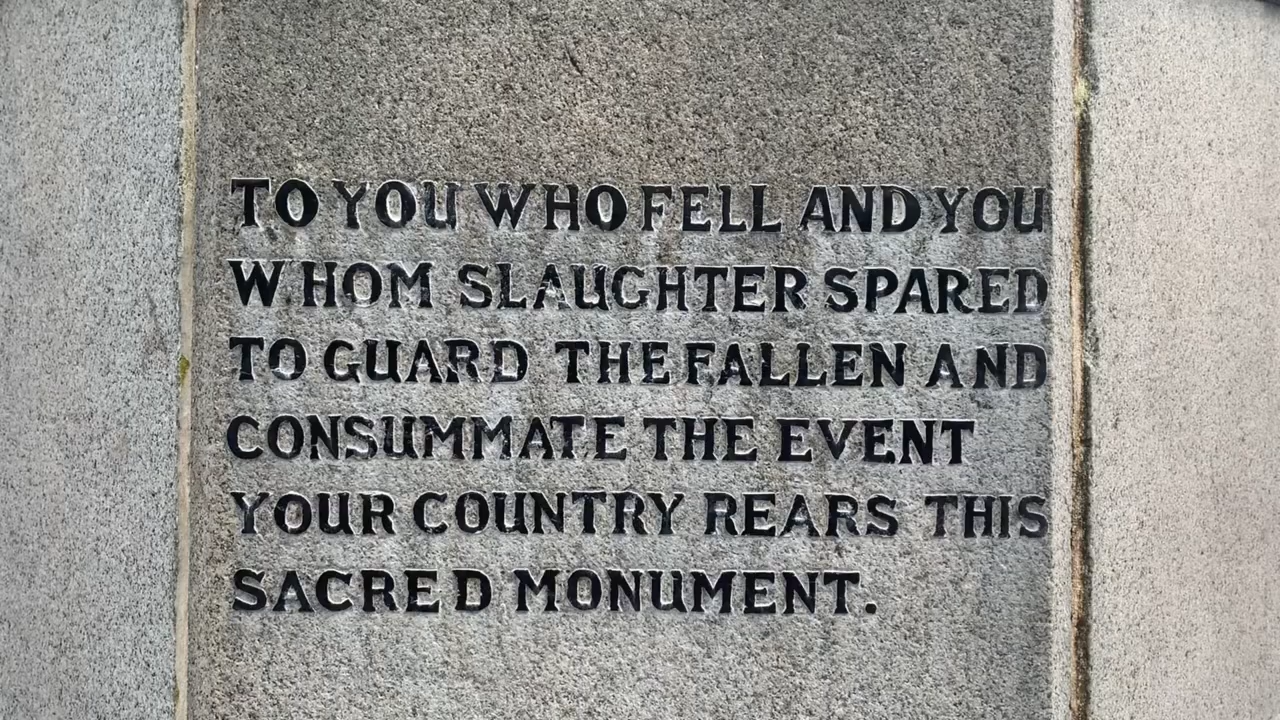 TO YOU WHO FELL AND YOU
WHOM SLAUGHTER SPARED
TO GUARD THE FALLEN AND
CONSUMMATE THE EVENT
YOUR COUNTRY REARS THIS
SACRED MONUMENT.